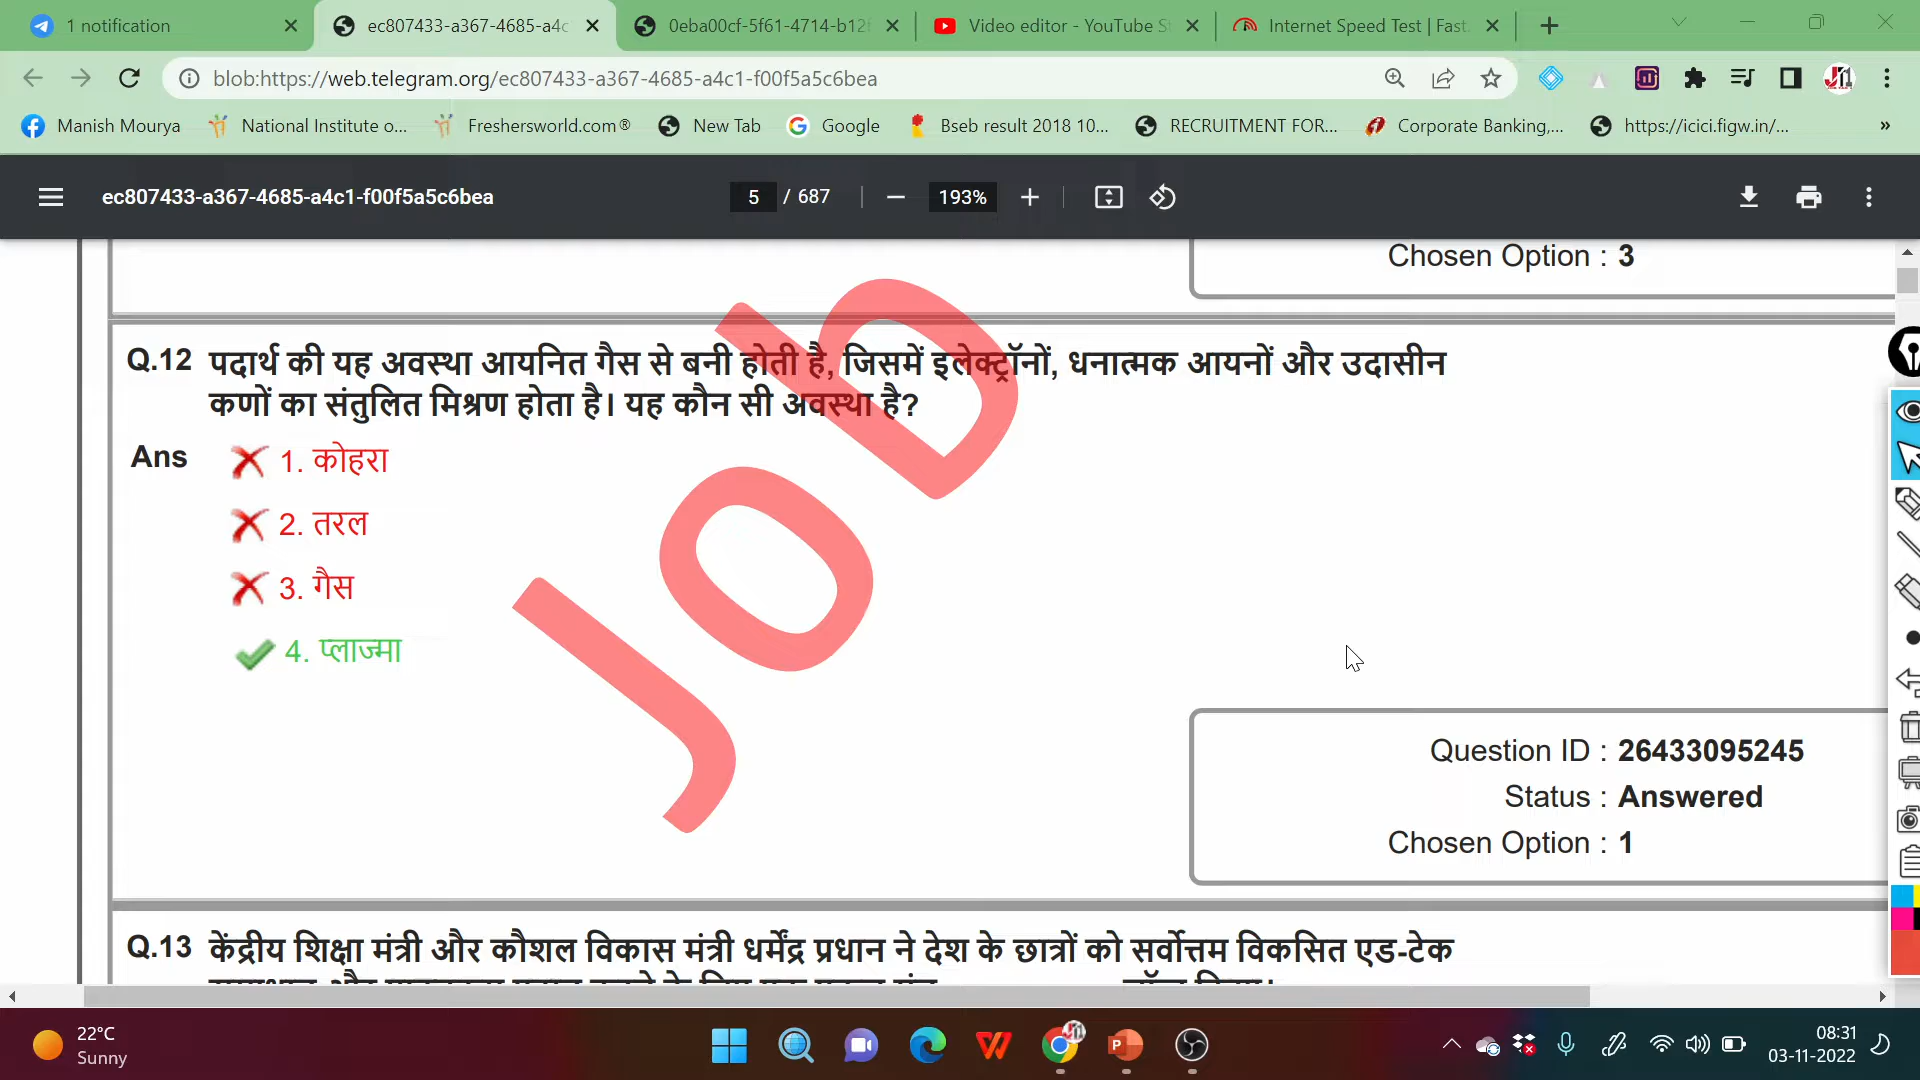 1 notification
ec807433-a367-4685-a4c
0eba00cf-5f61-4714-b12f
Video editor - YouTube St
Internet Speed Test | Fast.
blob:https://web.telegram.org/ec807433-a367-4685-a4c1-f00f5a5c6bea
Manish Mourya
National Institute o...
Freshersworld.com®
New Tab
Google
Bseb result 2018 10...
RECRUITMENT FOR...
Corporate Banking,...
https://icici.figw.in/...
»
ec807433-a367-4685-a4c1-f00f5a5c6bea
5 / 687
193%
Chosen Option : 3
Q.12 पदार्थ की यह अवस्था आयनित गैस से बनी होती है, जिसमें इलेक्ट्रॉनों, धनात्मक आयनों और उदासीन
कणों का संतुलित मिश्रण होता है। यह कौन सी अवस्था है?
Ans
1. कोहरा
2. तरल
3. गैस
4. प्लाज्मा
Job
Question ID : 26433095245
Status : Answered
Chosen Option : 1
Q.13 केंद्रीय शिक्षा मंत्री और कौशल विकास मंत्री धर्मेंद्र प्रधान ने देश के छात्रों को सर्वोत्तम विकसित एड-टेक
22°C
Sunny
08:31
03-11-2022